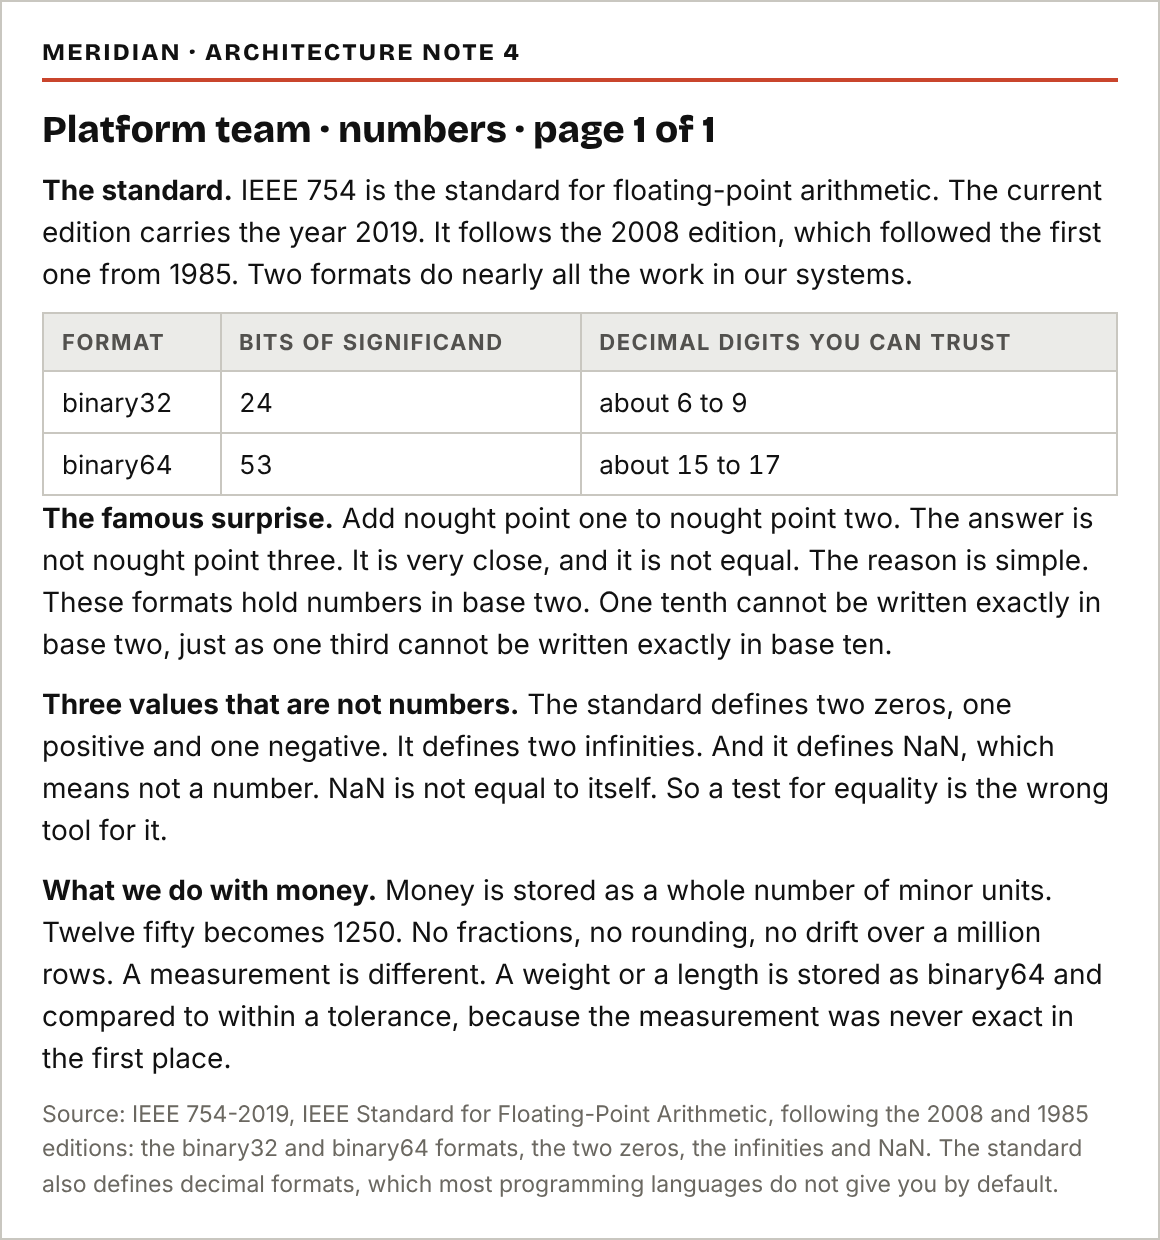 MERIDIAN · ARCHITECTURE NOTE 4
Platform team · numbers · page 1 of 1
The standard. IEEE 754 is the standard for floating-point arithmetic. The current
edition carries the year 2019. It follows the 2008 edition, which followed the first
one from 1985. Two formats do nearly all the work in our systems.
FORMAT BITS OF SIGNIFICAND DECIMAL DIGITS YOU CAN TRUST
binary32 24 about 6 to 9
binary64 53 about 15 to 17
The famous surprise. Add nought point one to nought point two. The answer is
not nought point three. It is very close, and it is not equal. The reason is simple.
These formats hold numbers in base two. One tenth cannot be written exactly in
base two, just as one third cannot be written exactly in base ten.
Three values that are not numbers. The standard defines two zeros, one
positive and one negative. It defines two infinities. And it defines NaN, which
means not a number. NaN is not equal to itself. So a test for equality is the wrong
tool for it.
What we do with money. Money is stored as a whole number of minor units.
Twelve fifty becomes 1250. No fractions, no rounding, no drift over a million
rows. A measurement is different. A weight or a length is stored as binary64 and
compared to within a tolerance, because the measurement was never exact in
the first place.
Source: IEEE 754-2019, IEEE Standard for Floating-Point Arithmetic, following the 2008 and 1985
editions: the binary32 and binary64 formats, the two zeros, the infinities and NaN. The standard
also defines decimal formats, which most programming languages do not give you by default.